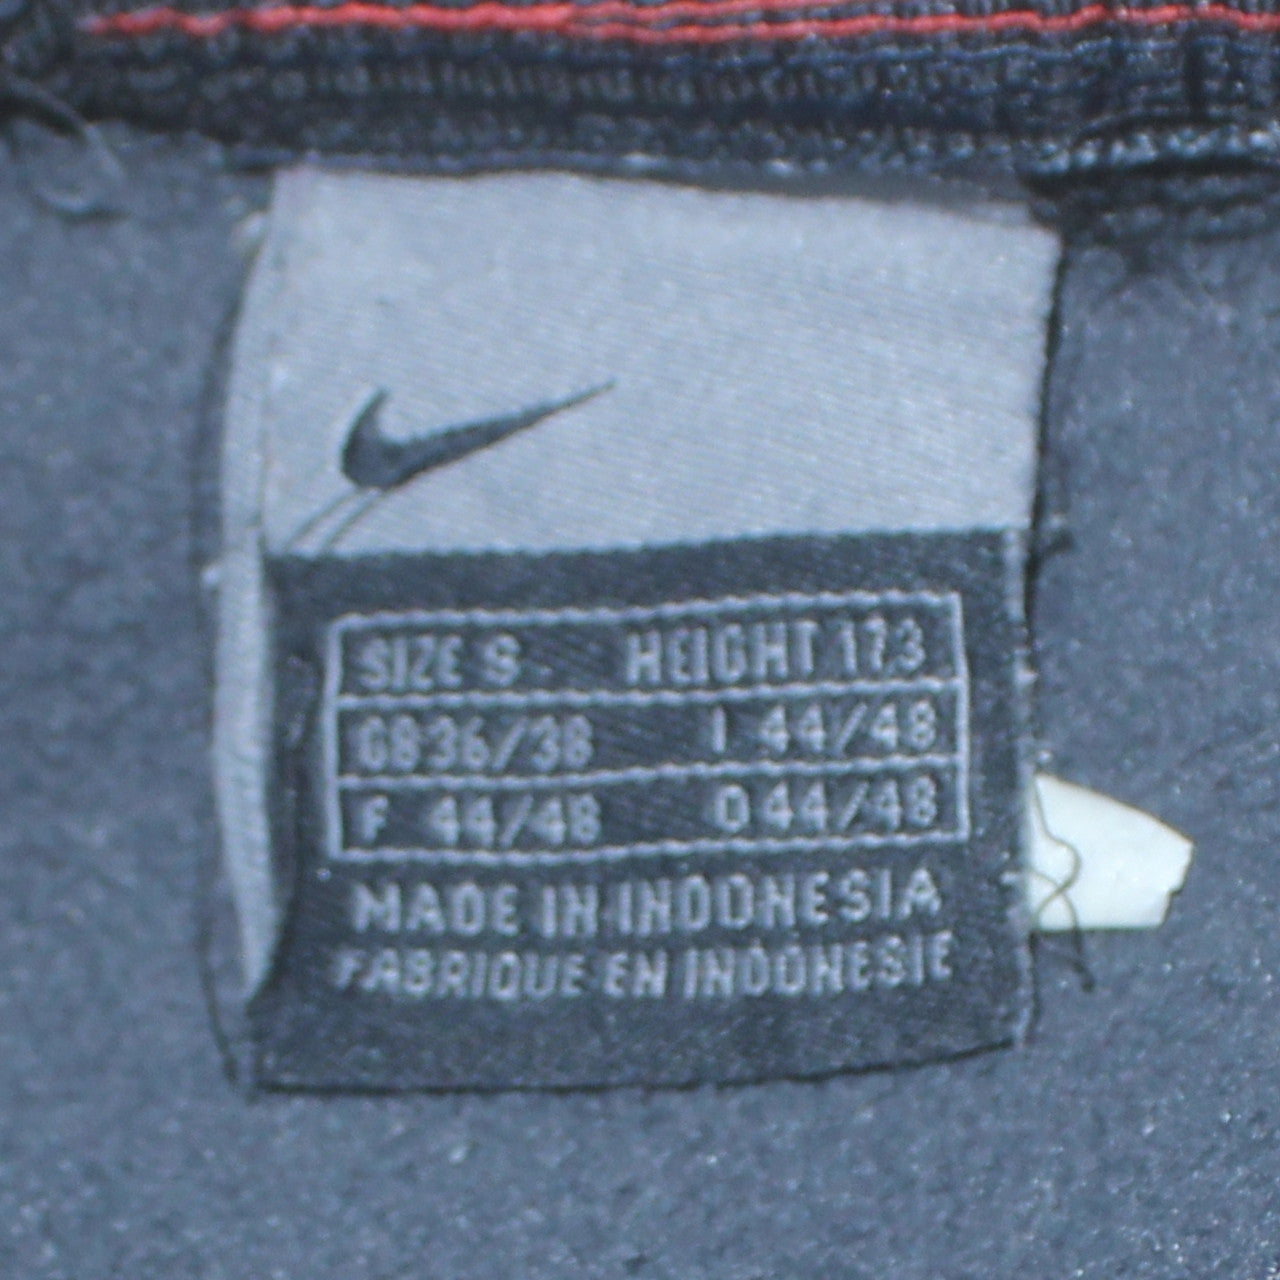 SIZE S HEIGHT 173
GB 36/38 I 44/48
F 44/48 D 44/48
MADE IN INDONESIA
FABRIQUE EN INDONESIE